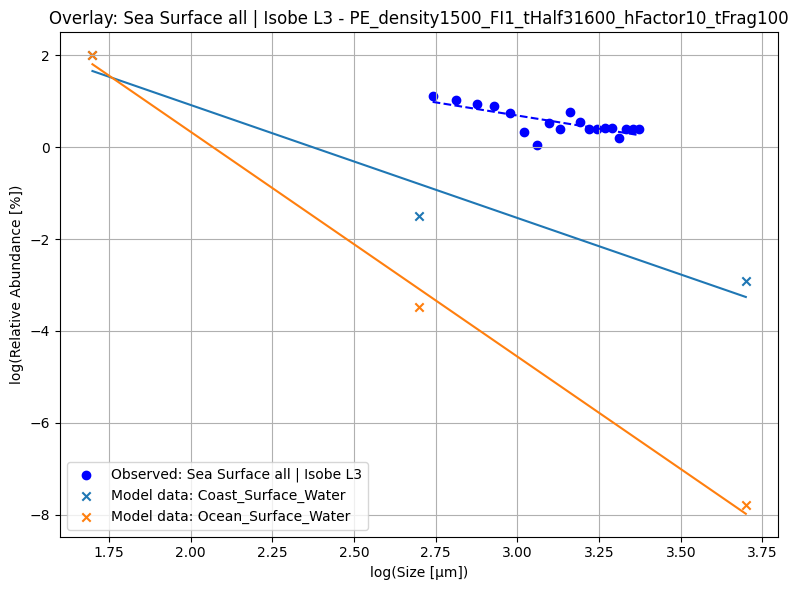 Overlay: Sea Surface all | Isobe L3 - PE_density1500_FI1_tHalf31600_hFactor10_tFrag100
log(Relative Abundance [%])
2
0
−2
−4
−6
−8
Observed: Sea Surface all | Isobe L3
Model data: Coast_Surface_Water
Model data: Ocean_Surface_Water
1.75 2.00 2.25 2.50 2.75 3.00 3.25 3.50 3.75
log(Size [μm])